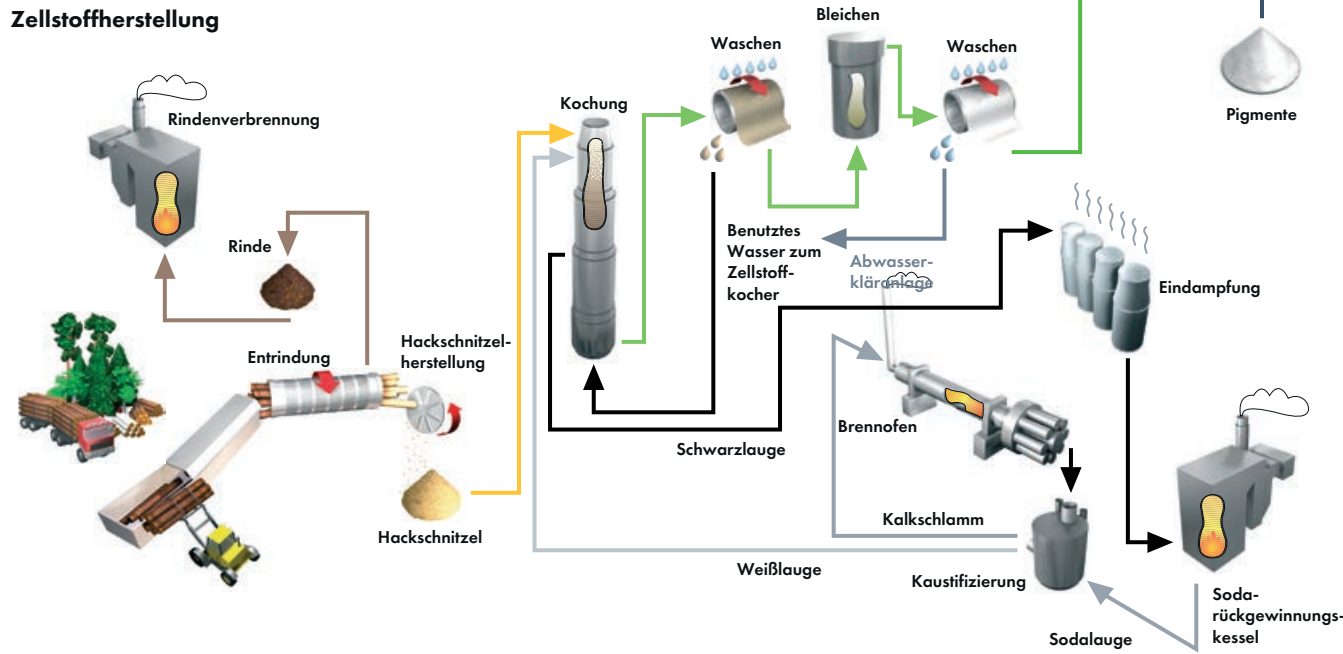 Zellstoffherstellung
Bleichen
Waschen
Waschen
Kochung
Rindenverbrennung
Pigmente
Rinde
Benutztes
Wasser zum
Zellstoff-
kocher
Abwasser-
kläranlage
Eindampfung
Entrindung
Hackschnitzel-
herstellung
Brennofen
Schwarzlauge
Hackschnitzel
Kalkschlamm
Weißlauge
Kaustifizierung
Soda-
rückgewinnungs-
kessel
Sodalauge